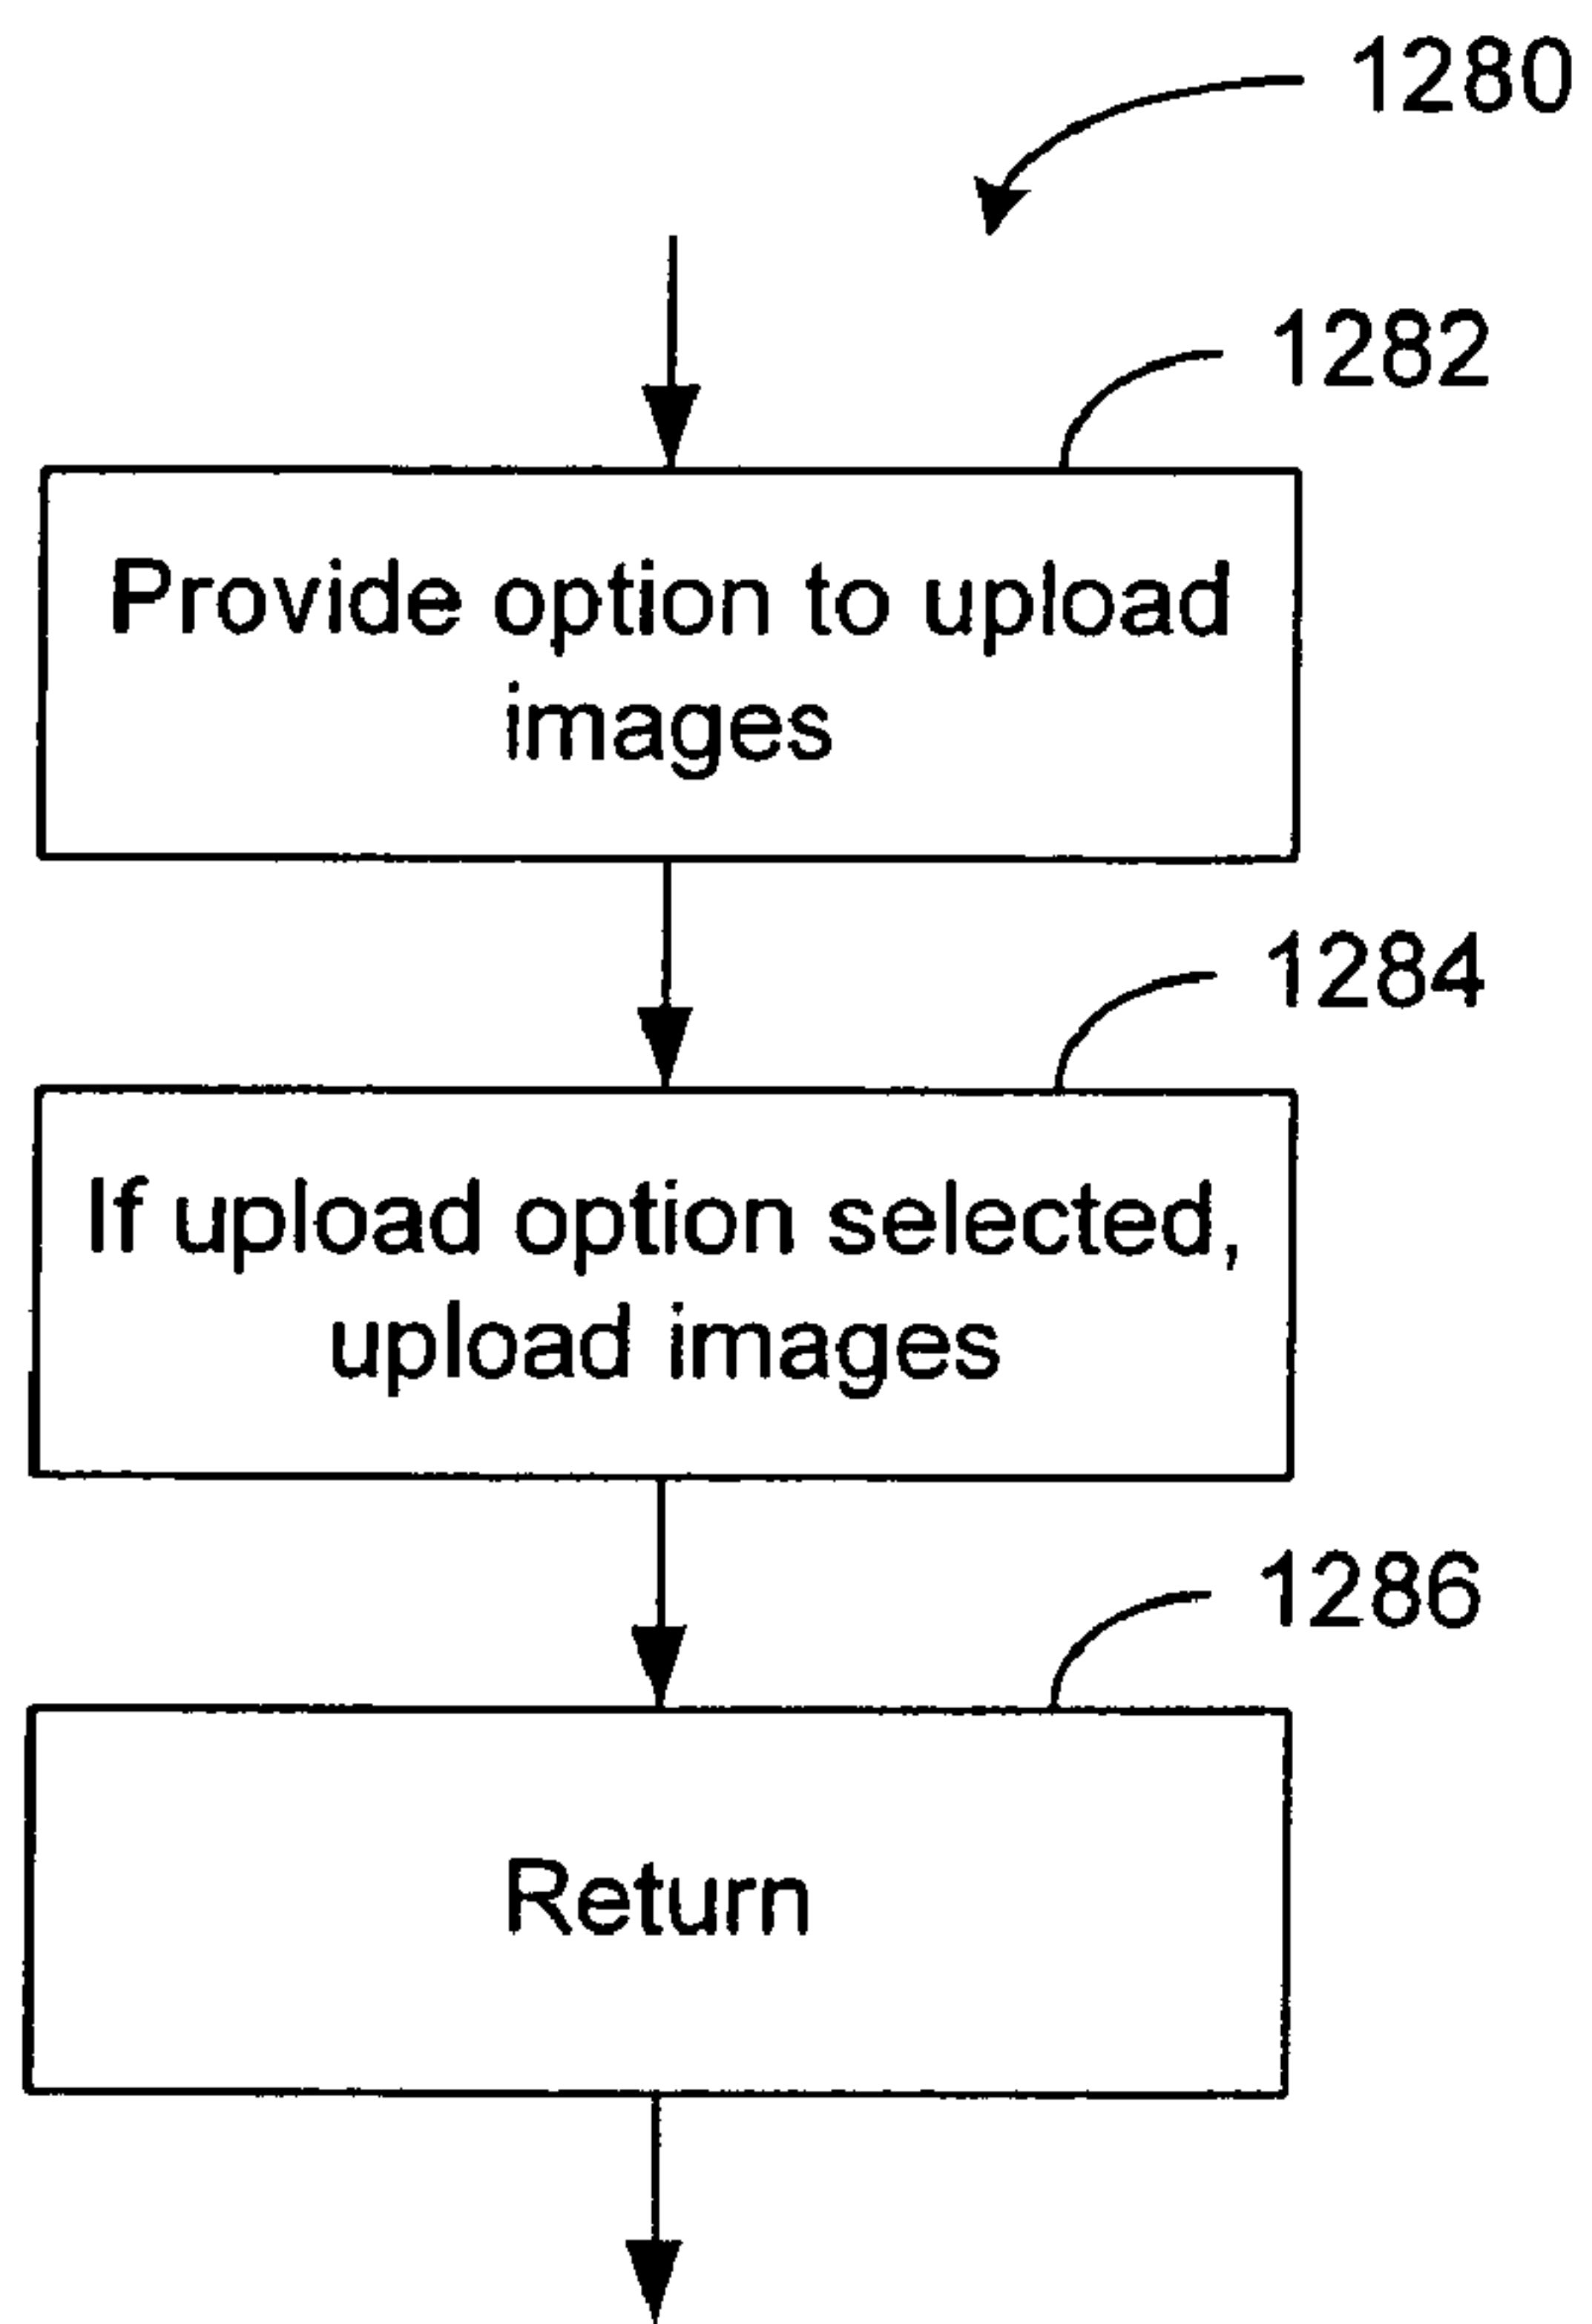 1280
1282
Provide option to upload
images
1284
If upload option selected,
upload images
1286
Return